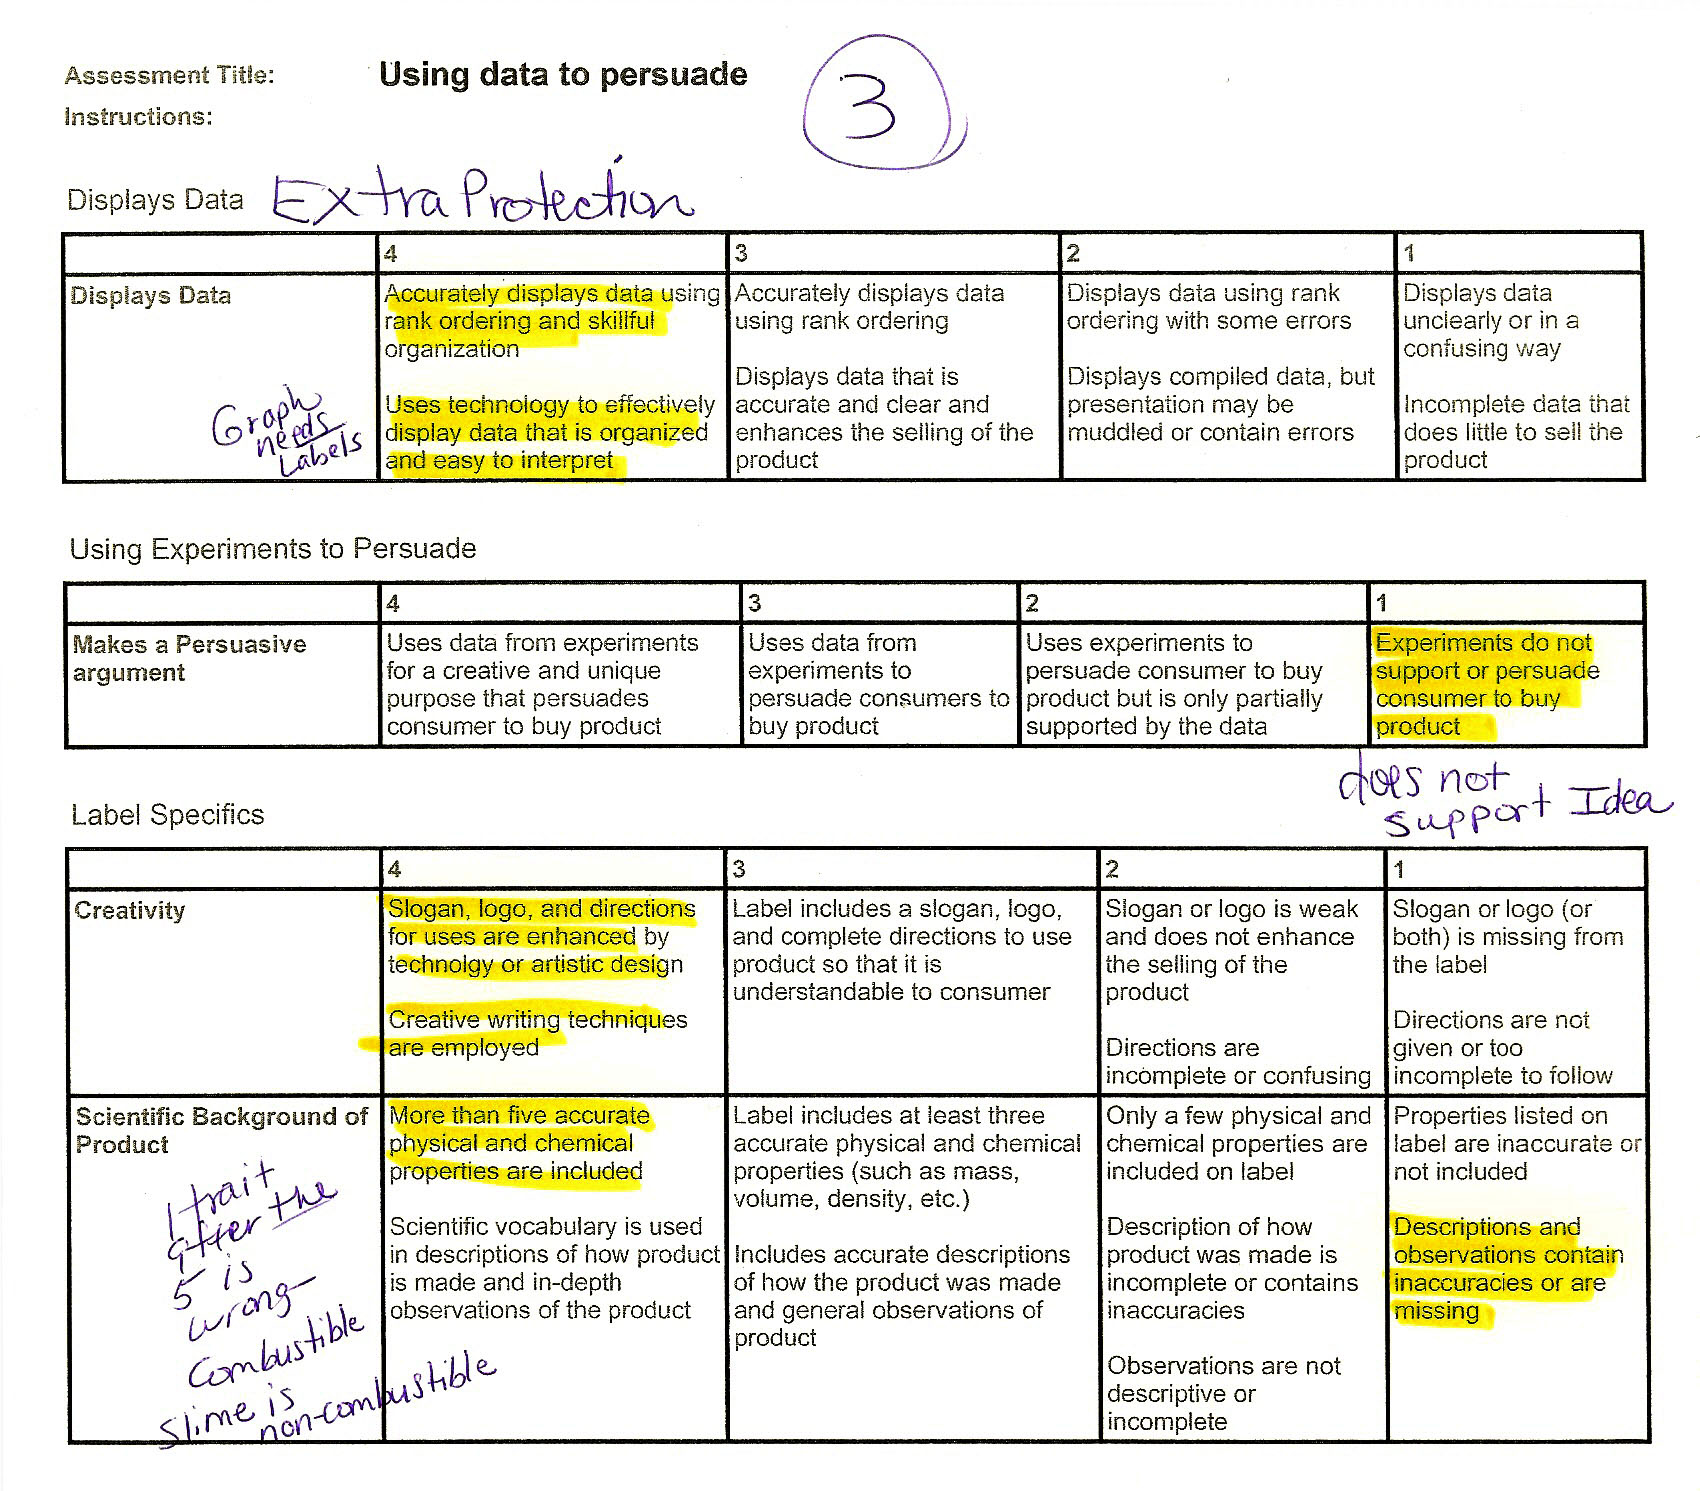 Assessment Title: Using data to persuade
3
Instructions:
Displays Data Extra Protection
4 3 2 1
Displays Data
Graph
needs
Labels
Accurately displays data using
rank ordering and skillful
organization
Uses technology to effectively
display data that is organized
and easy to interpret
Accurately displays data
using rank ordering
Displays data that is
accurate and clear and
enhances the selling of the
product
Displays data using rank
ordering with some errors
Displays compiled data, but
presentation may be
muddled or contain errors
Displays data
unclearly or in a
confusing way
Incomplete data that
does little to sell the
product
Using Experiments to Persuade
4 3 2 1
Makes a Persuasive
argument
Uses data from experiments
for a creative and unique
purpose that persuades
consumer to buy product
Uses data from
experiments to
persuade consumers to
buy product
Uses experiments to
persuade consumer to buy
product but is only partially
supported by the data
Experiments do not
support or persuade
consumer to buy
product
does not
support Idea
Label Specifics
4 3 2 1
Creativity
Slogan, logo, and directions
for uses are enhanced by
technolgy or artistic design
Creative writing techniques
are employed
Label includes a slogan, logo,
and complete directions to use
product so that it is
understandable to consumer
Slogan or logo is weak
and does not enhance
the selling of the
product
Directions are
incomplete or confusing
Slogan or logo (or
both) is missing from
the label
Directions are not
given or too
incomplete to follow
Scientific Background of
Product
1 trait
after the
5 is
wrong-
Combustible
slime is
non-combustible
More than five accurate
physical and chemical
properties are included
Scientific vocabulary is used
in descriptions of how product
is made and in-depth
observations of the product
Label includes at least three
accurate physical and chemical
properties (such as mass,
volume, density, etc.)
Includes accurate descriptions
of how the product was made
and general observations of
product
Only a few physical and
chemical properties are
included on label
Description of how
product was made is
incomplete or contains
inaccuracies
Observations are not
descriptive or
incomplete
Properties listed on
label are inaccurate or
not included
Descriptions and
observations contain
inaccuracies or are
missing